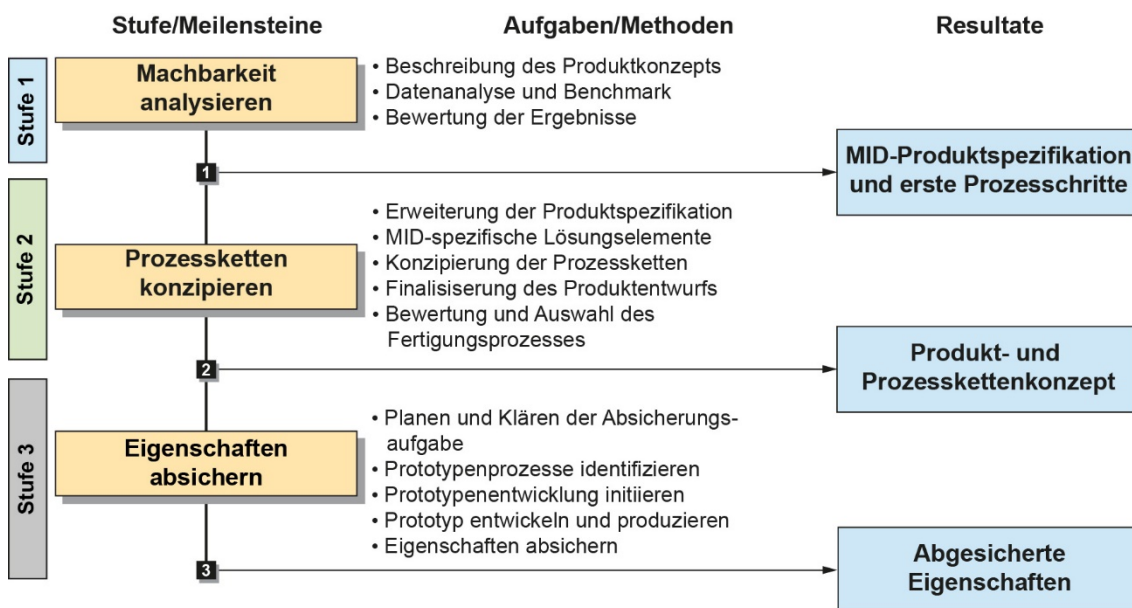 Stufe/Meilensteine
Aufgaben/Methoden
Resultate
Stufe 1
Machbarkeit
analysieren
• Beschreibung des Produktkonzepts
• Datenanalyse und Benchmark
• Bewertung der Ergebnisse
1
MID-Produktspezifikation
und erste Prozesschritte
Stufe 2
Prozessketten
konzipieren
• Erweiterung der Produktspezifikation
• MID-spezifische Lösungselemente
• Konzipierung der Prozessketten
• Finalisiserung des Produktentwurfs
• Bewertung und Auswahl des
Fertigungsprozesses
2
Produkt- und
Prozesskettenkonzept
Stufe 3
Eigenschaften
absichern
• Planen und Klären der Absicherungs-
aufgabe
• Prototypenprozesse identifizieren
• Prototypenentwicklung initiieren
• Prototyp entwickeln und produzieren
• Eigenschaften absichern
3
Abgesicherte
Eigenschaften